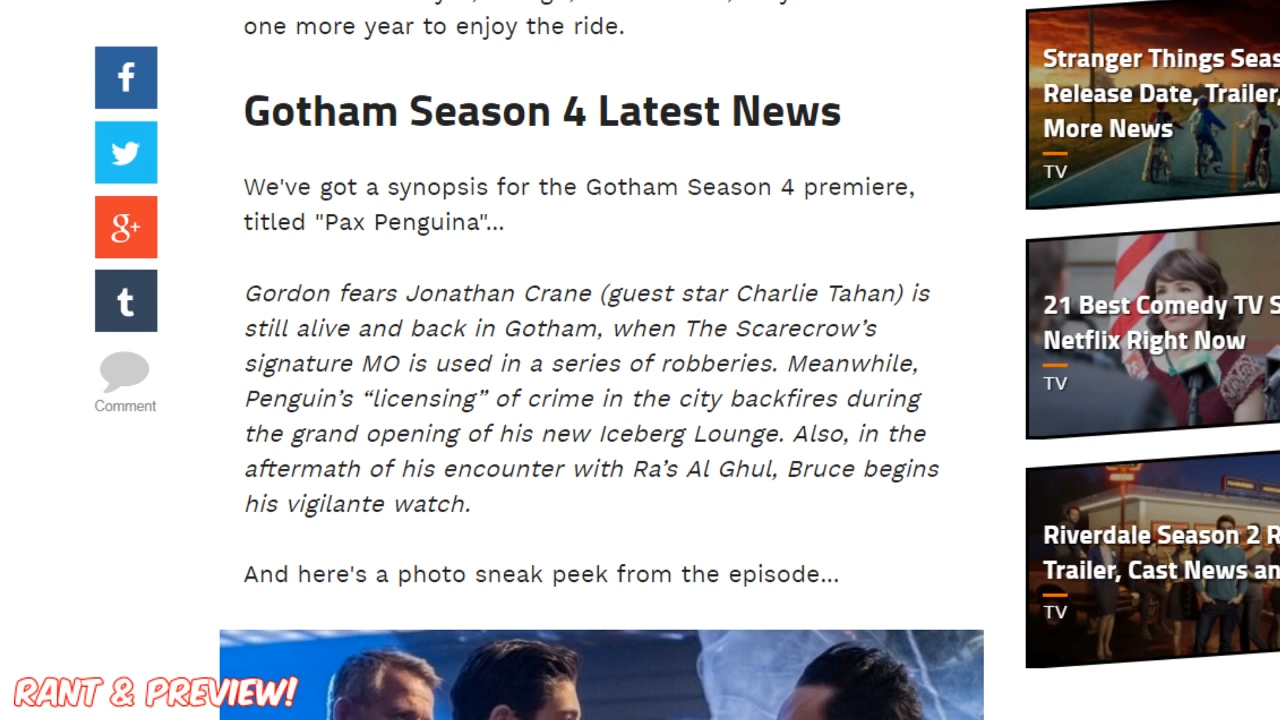 one more year to enjoy the ride.
Gotham Season 4 Latest News
We've got a synopsis for the Gotham Season 4 premiere,
titled "Pax Penguina"...
Gordon fears Jonathan Crane (guest star Charlie Tahan) is
still alive and back in Gotham, when The Scarecrow’s
signature MO is used in a series of robberies. Meanwhile,
Penguin’s “licensing” of crime in the city backfires during
the grand opening of his new Iceberg Lounge. Also, in the
aftermath of his encounter with Ra’s Al Ghul, Bruce begins
his vigilante watch.
And here's a photo sneak peek from the episode...
f
g+
t
Comment
Stranger Things Seas
Release Date, Trailer,
More News
TV
21 Best Comedy TV S
Netflix Right Now
TV
Riverdale Season 2 R
Trailer, Cast News an
TV
RANT & PREVIEW!